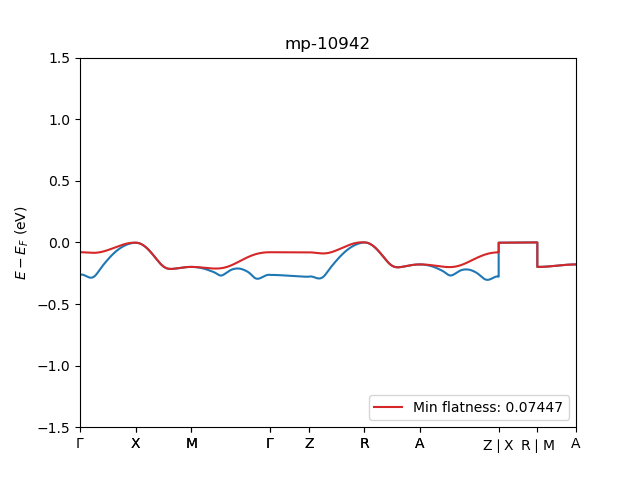 mp-10942
E − E_F (eV)
1.5
1.0
0.5
0.0
−0.5
−1.0
−1.5
Min flatness: 0.07447
Γ X M Γ Z R A Z | X R | M A